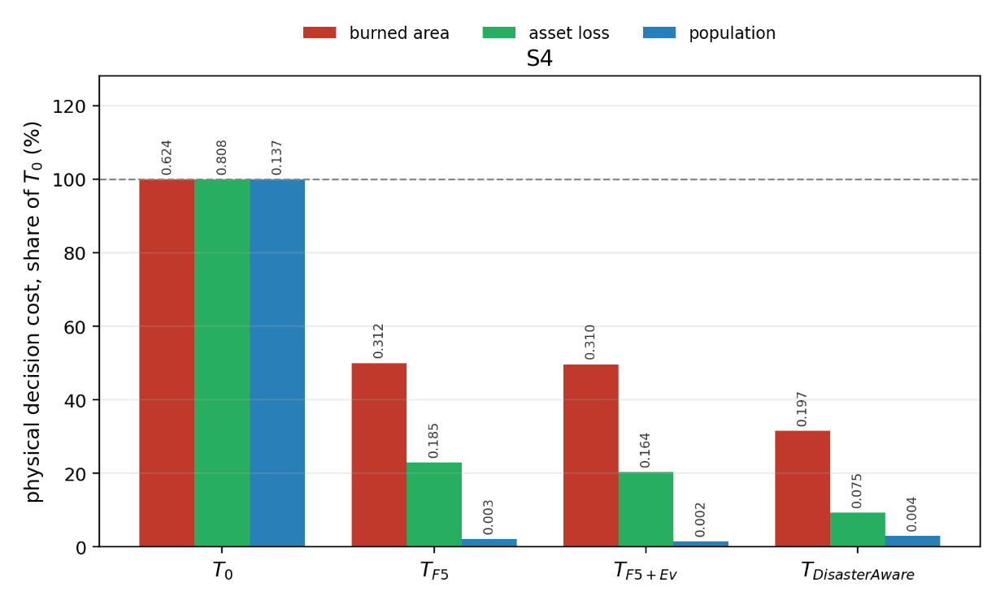 burned area asset loss population
S4
physical decision cost, share of T0 (%)
120
100
80
60
40
20
0
0.624 0.808 0.137
0.312 0.185 0.003
0.310 0.164 0.002
0.197 0.075 0.004
T0 TF5 TF5+Ev TDisasterAware